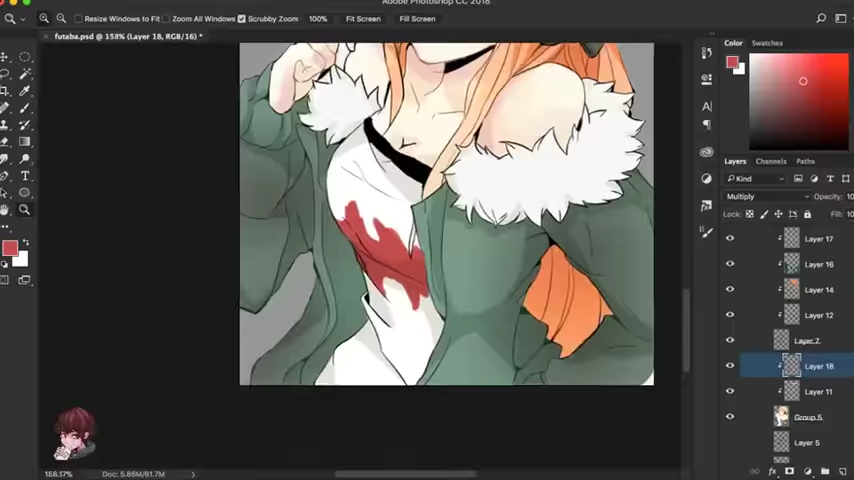 Adobe Photoshop CC 2018
Resize Windows to Fit
Zoom All Windows
Scrubby Zoom
100%
Fit Screen
Fill Screen
× futaba.psd @ 158% (Layer 18, RGB/16) *
Color
Swatches
Layers
Channels
Paths
Kind
Multiply
Opacity:
Lock:
Fill:
Layer 17
Layer 16
Layer 14
Layer 12
Layer 7
Layer 18
Layer 11
Group 5
Layer 5
158.17%
Doc: 5.86M/61.7M